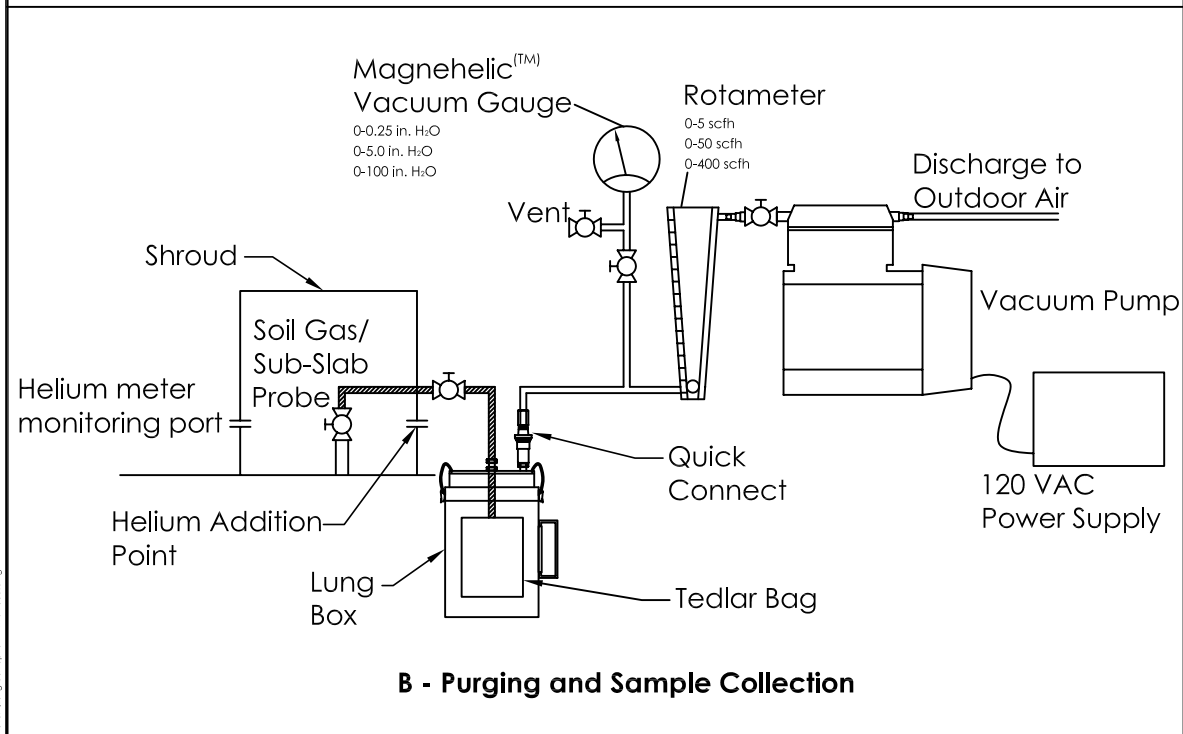 Magnehelic(TM)
Vacuum Gauge
0-0.25 in. H₂O
0-5.0 in. H₂O
0-100 in. H₂O
Rotameter
0-5 scfh
0-50 scfh
0-400 scfh
Discharge to
Outdoor Air
Vent
Shroud
Soil Gas/
Sub-Slab
Probe
Vacuum Pump
Helium meter
monitoring port
Quick
Connect
120 VAC
Power Supply
Helium Addition
Point
Lung
Box
Tedlar Bag
B - Purging and Sample Collection